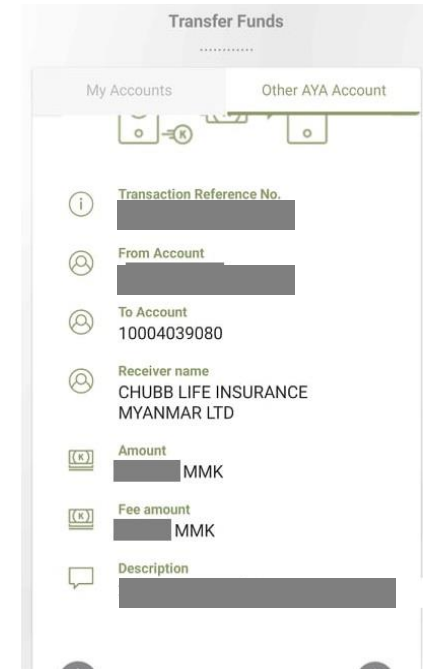 Transfer Funds
............
My Accounts
Other AYA Account
K
Transaction Reference No.
From Account
To Account
10004039080
Receiver name
CHUBB LIFE INSURANCE
MYANMAR LTD
(K)
Amount
MMK
(K)
Fee amount
MMK
Description